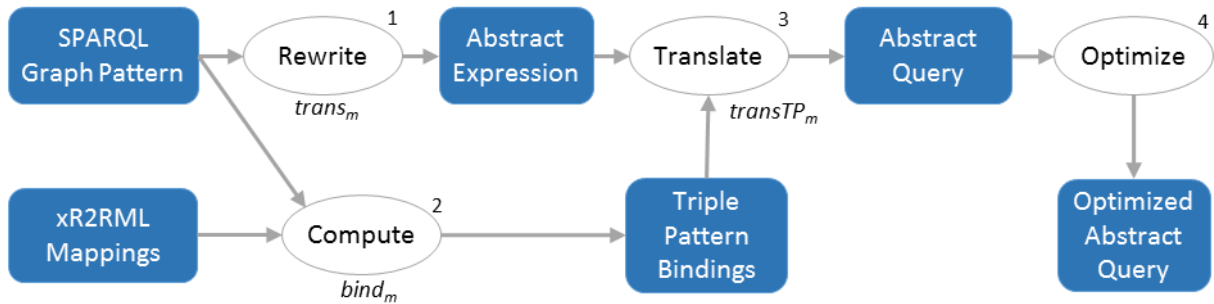 SPARQL
Graph Pattern
1
Rewrite
trans_m
Abstract
Expression
3
Translate
transTP_m
Abstract
Query
4
Optimize
xR2RML
Mappings
2
Compute
bind_m
Triple
Pattern
Bindings
Optimized
Abstract
Query